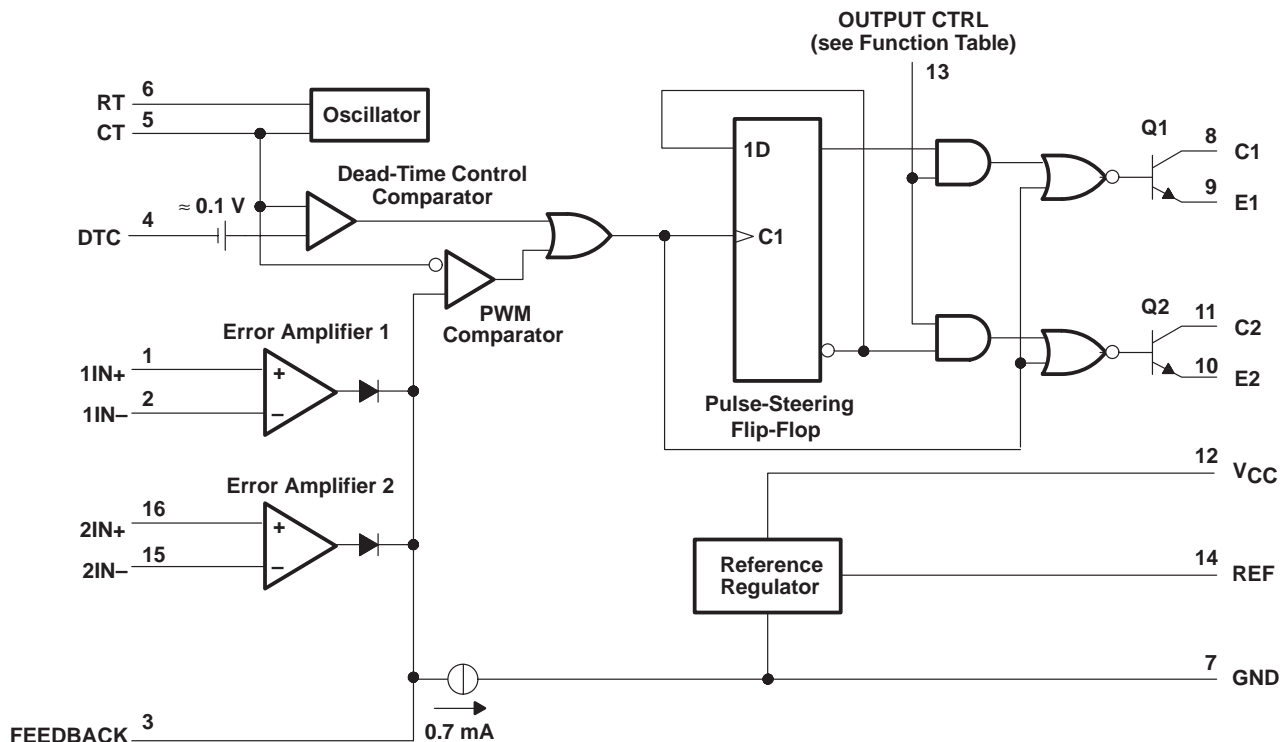 OUTPUT CTRL
(see Function Table)
13
RT
6
CT
5
Oscillator
Dead-Time Control
Comparator
≈ 0.1 V
DTC
4
PWM
Comparator
1D
C1
Pulse-Steering
Flip-Flop
Q1
8
C1
9
E1
Q2
11
C2
10
E2
Error Amplifier 1
1IN+
1
+
1IN–
2
–
Error Amplifier 2
2IN+
16
+
2IN–
15
–
12
VCC
Reference
Regulator
14
REF
7
GND
0.7 mA
FEEDBACK
3